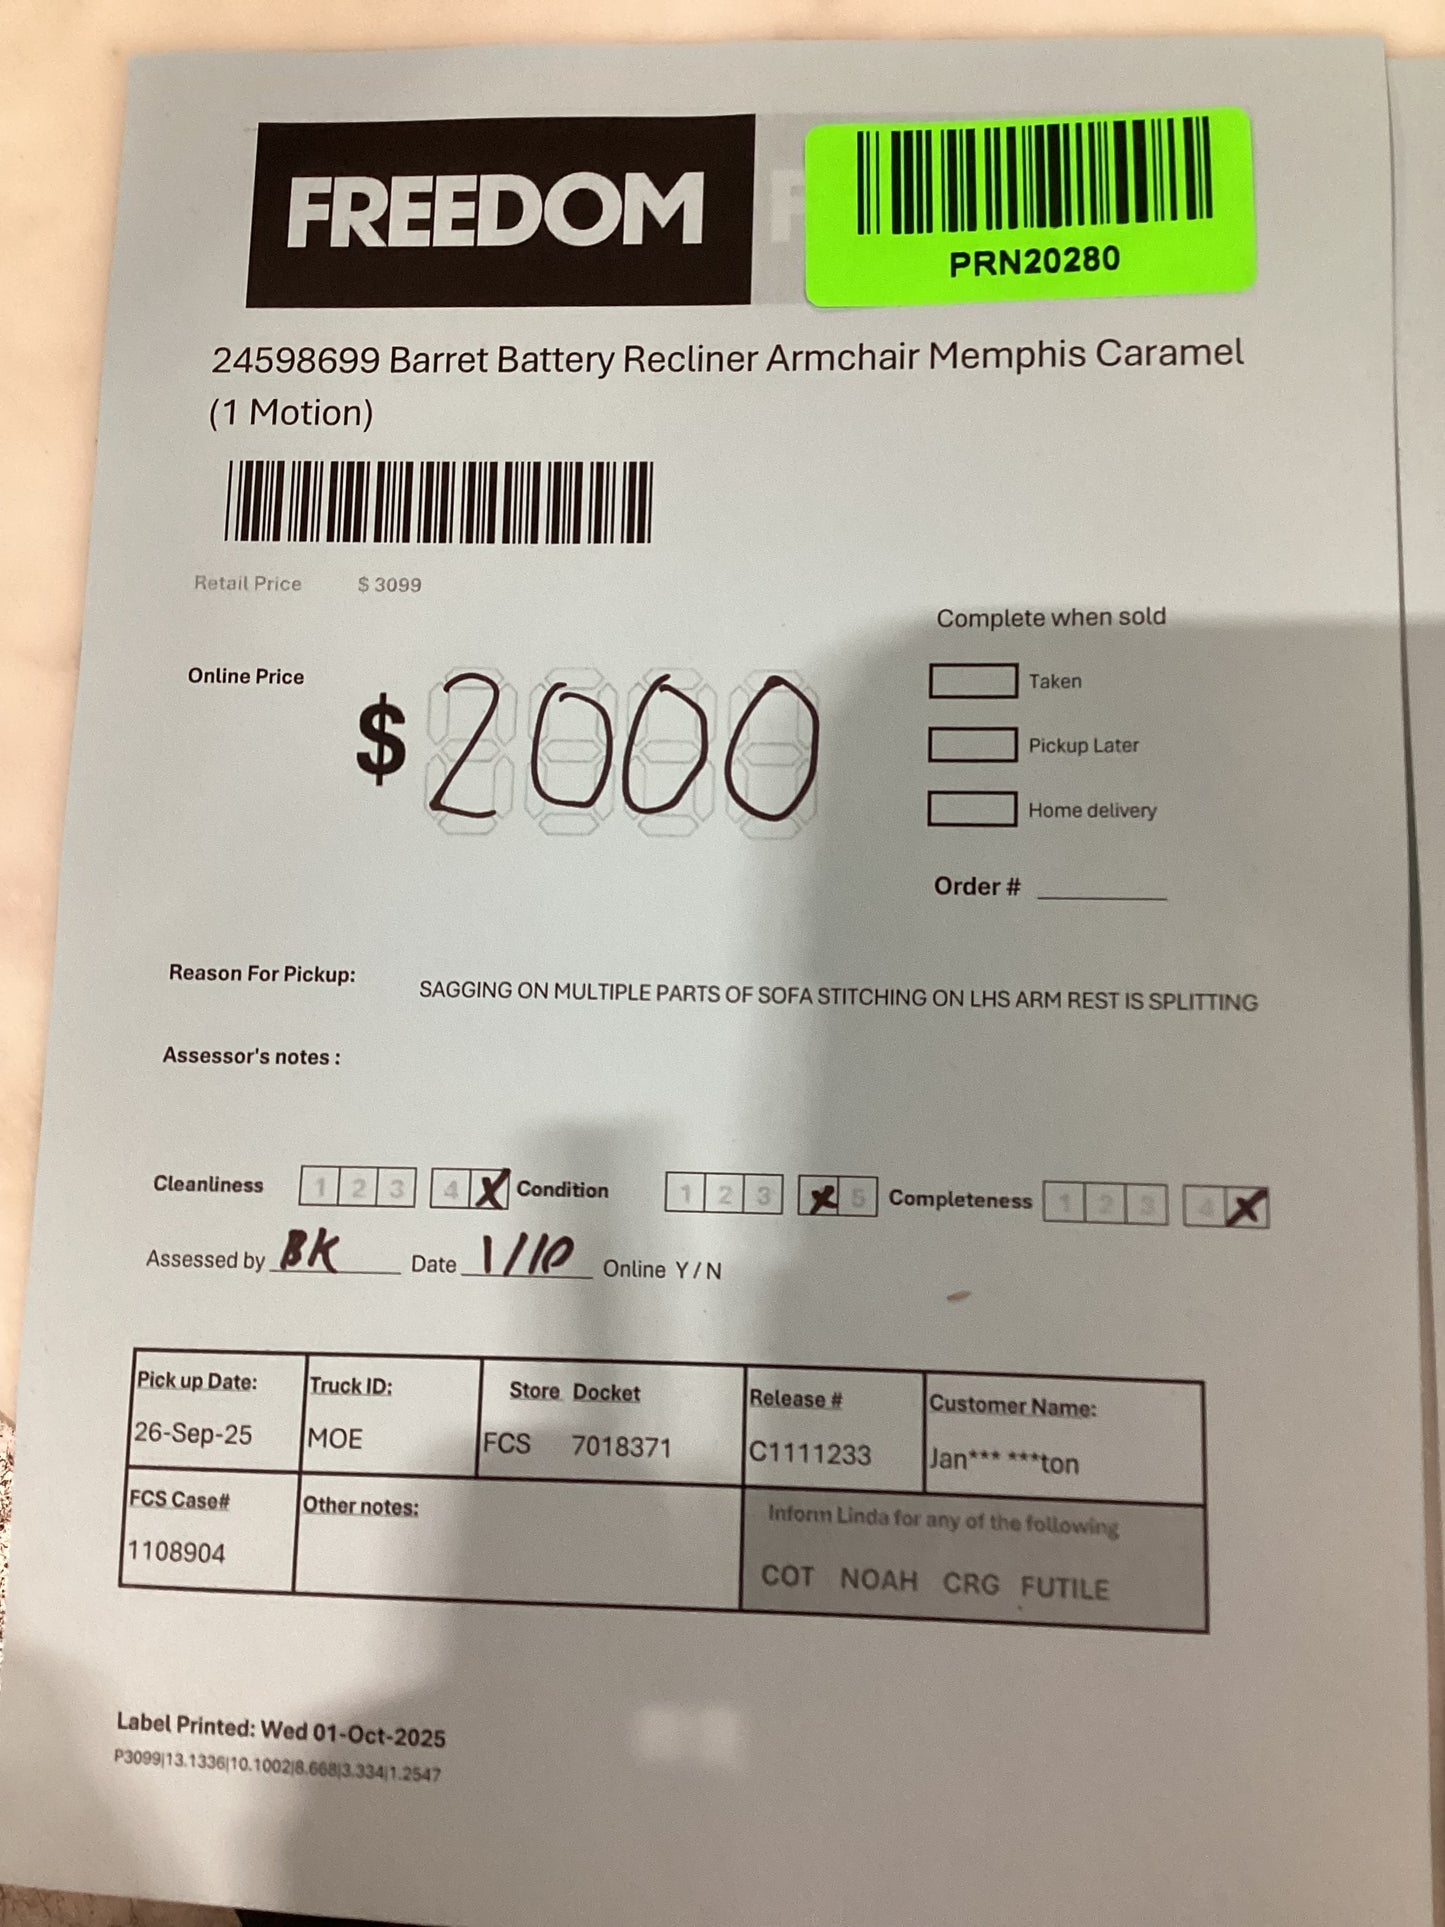 FREEDOM
PRN20280
24598699 Barret Battery Recliner Armchair Memphis Caramel
(1 Motion)
Retail Price $ 3099
Complete when sold
Online Price $ 2000
Taken
Pickup Later
Home delivery
Order #
Reason For Pickup: SAGGING ON MULTIPLE PARTS OF SOFA STITCHING ON LHS ARM REST IS SPLITTING
Assessor's notes :
Cleanliness 1 2 3 4 X Condition 1 2 3 X 5 Completeness 1 2 3 4 X
Assessed by BK Date 1/10 Online Y / N
Pick up Date: Truck ID: Store Docket Release # Customer Name:
26-Sep-25 MOE FCS 7018371 C1111233 Jan*** ***ton
FCS Case# Other notes: Inform Linda for any of the following
1108904 COT NOAH CRG FUTILE
Label Printed: Wed 01-Oct-2025
P3099|13.1336|10.1002|8.668|3.334|1.2547